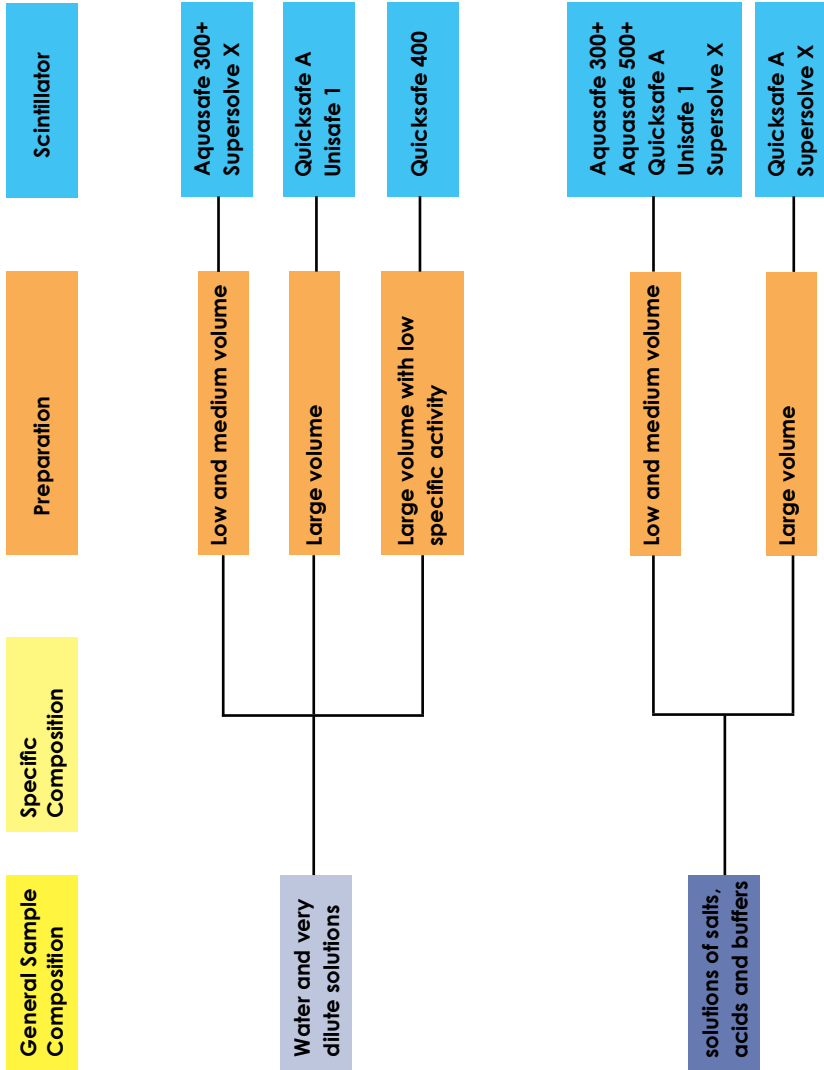 General Sample
Composition
Specific
Composition
Preparation
Scintillator
Water and very
dilute solutions
Low and medium volume
Aquasafe 300+
Supersolve X
Large volume
Quicksafe A
Unisafe 1
Large volume with low
specific activity
Quicksafe 400
solutions of salts,
acids and buffers
Low and medium volume
Aquasafe 300+
Aquasafe 500+
Quicksafe A
Unisafe 1
Supersolve X
Large volume
Quicksafe A
Supersolve X